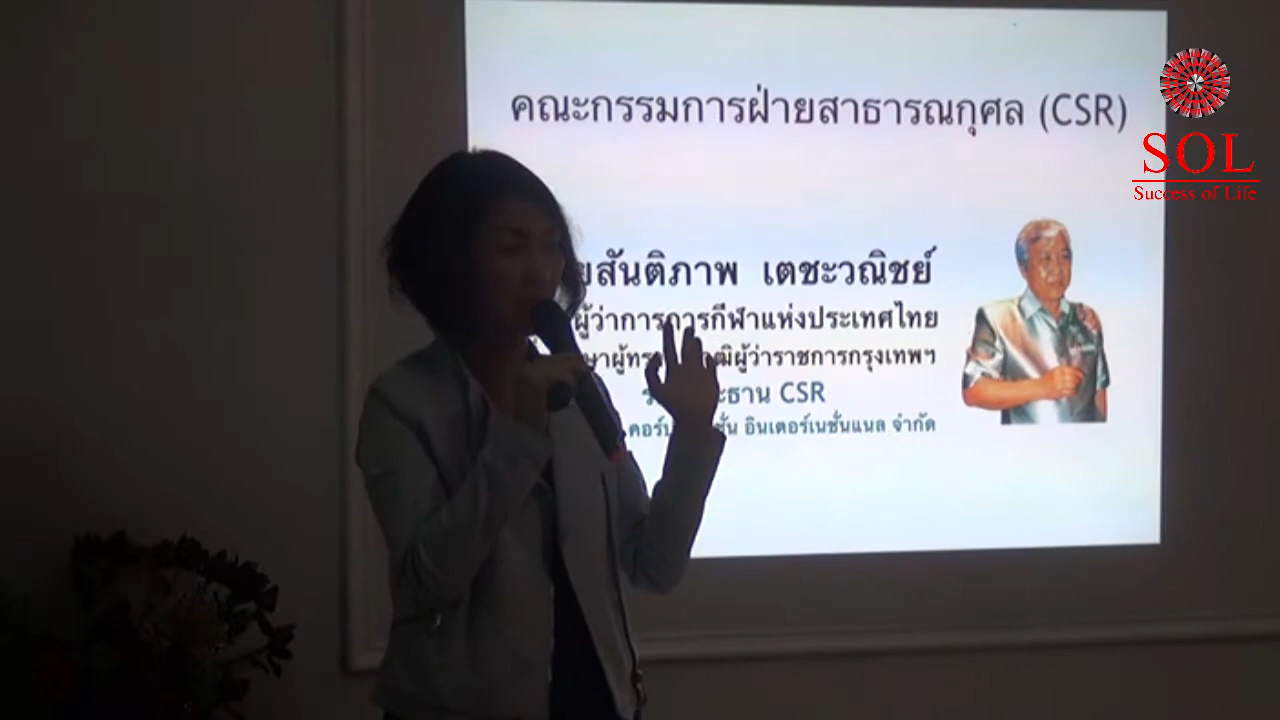 คณะกรรมการฝ่ายสาธารณกุศล (CSR)
SOL
Success of Life
สันติภาพ เตชะวณิชย์
ผู้ว่าการการกีฬาแห่งประเทศไทย
ผู้ว่าราชการกรุงเทพฯ
CSR
อินเตอร์เนชั่นแนล จำกัด